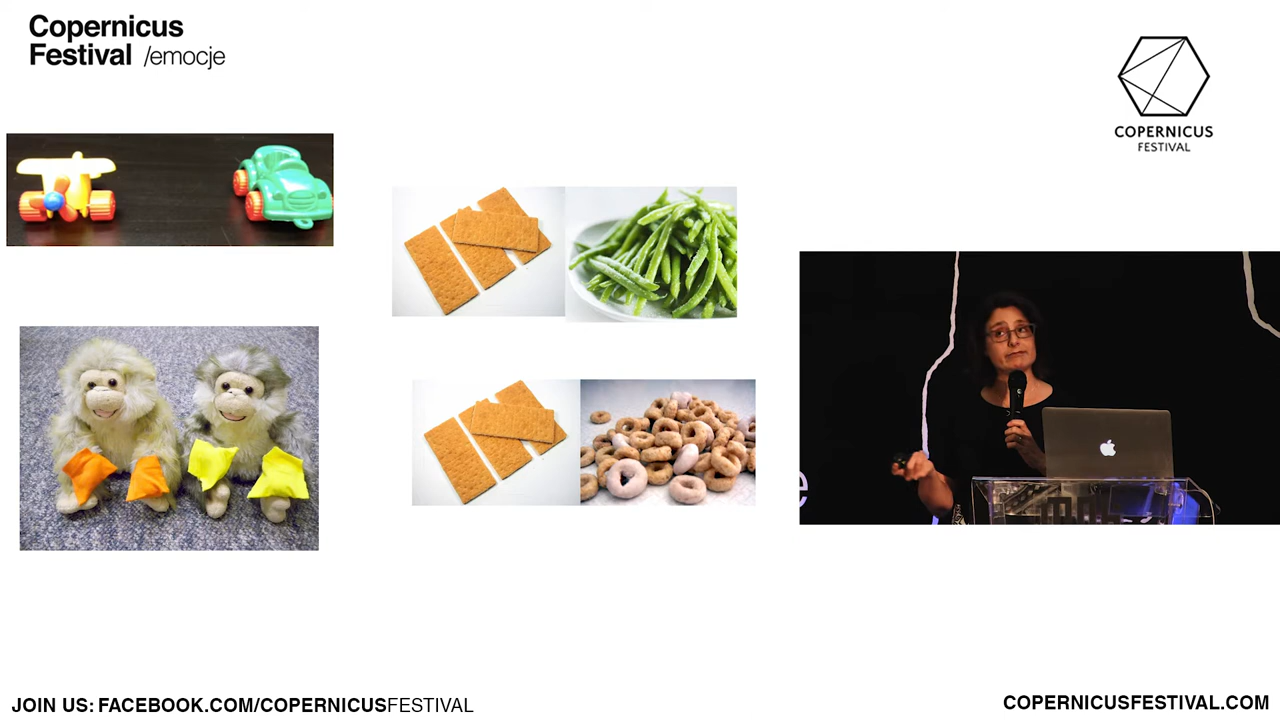 Copernicus
Festival /emocje
COPERNICUS
FESTIVAL
e
JOIN US: FACEBOOK.COM/COPERNICUSFESTIVAL
COPERNICUSFESTIVAL.COM